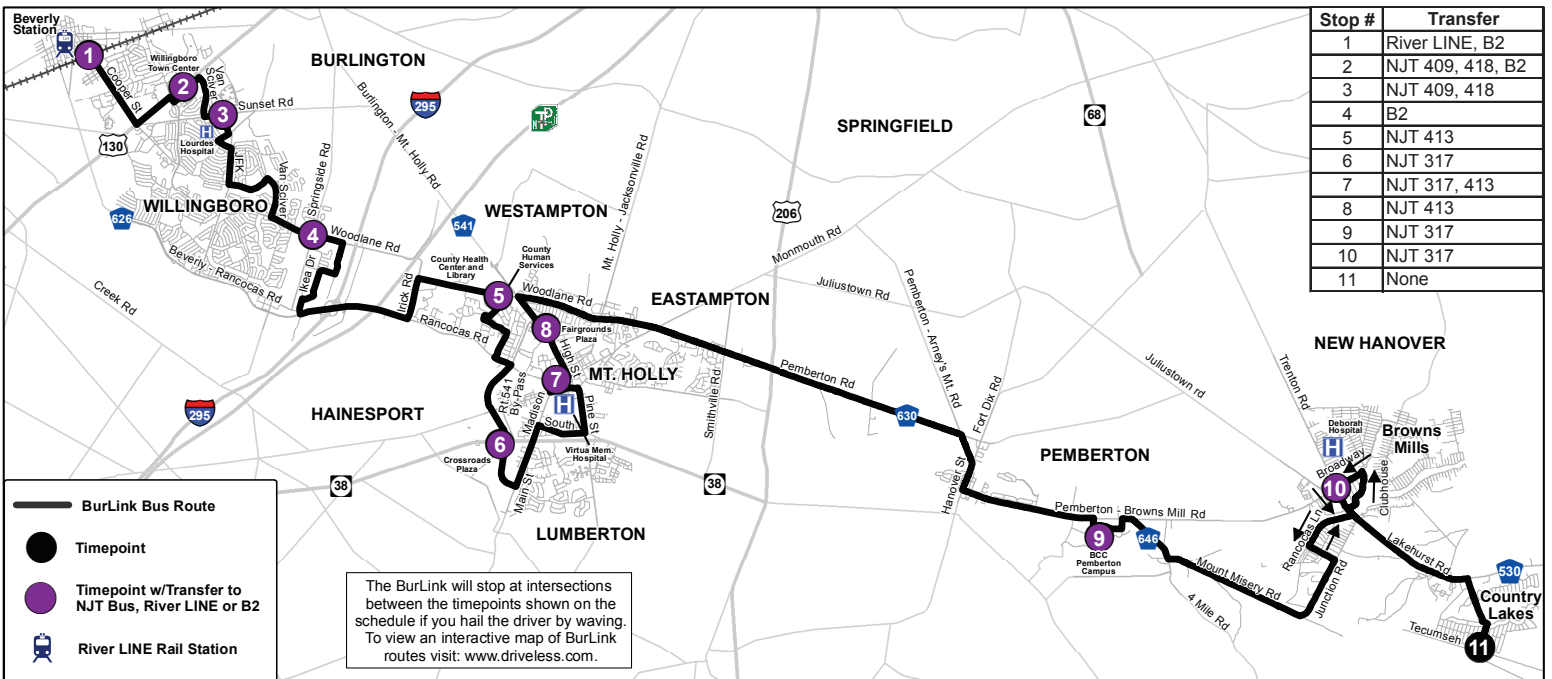 Beverly
Station
1
Cooper St
Willingboro
Town Center
2
Van Sciver
3
Sunset Rd
Lourdes
Hospital
H
JFK
130
BURLINGTON
295
Burlington - Mt. Holly Rd
TP
N J
Mt. Holly - Jacksonville Rd
SPRINGFIELD
68
206
WILLINGBORO
626
Van Sciver
Springside Rd
4
Woodlane Rd
Ikea Dr
Beverly - Rancocas Rd
Creek Rd
541
WESTAMPTON
County Health
Center and
Library
County
Human
Services
5
Irick Rd
Rancocas Rd
Woodlane Rd
8
Fairgrounds
Plaza
High St
7
MT. HOLLY
H
Pine St
Madison
South
Rt.541
By-Pass
Virtua Mem.
Hospital
HAINESPORT
295
6
Crossroads
Plaza
Main St
38
LUMBERTON
EASTAMPTON
Monmouth Rd
Juliustown Rd
Smithville Rd
38
Pemberton Rd
630
Pemberton - Arney's Mt. Rd
Fort Dix Rd
Hanover St
PEMBERTON
Pemberton - Browns Mill Rd
9
BCC
Pemberton
Campus
646
Mount Misery Rd
4 Mile Rd
Juliustown rd
Trenton Rd
NEW HANOVER
Deborah
Hospital
H
Browns
Mills
Broadway
10
Clubhouse
Rancocas Ln
Junction Rd
Lakehurst Rd
530
Country
Lakes
Tecumseh
11
Stop # Transfer
1 River LINE, B2
2 NJT 409, 418, B2
3 NJT 409, 418
4 B2
5 NJT 413
6 NJT 317
7 NJT 317, 413
8 NJT 413
9 NJT 317
10 NJT 317
11 None
BurLink Bus Route
Timepoint
Timepoint w/Transfer to
NJT Bus, River LINE or B2
River LINE Rail Station
The BurLink will stop at intersections
between the timepoints shown on the
schedule if you hail the driver by waving.
To view an interactive map of BurLink
routes visit: www.driveless.com.